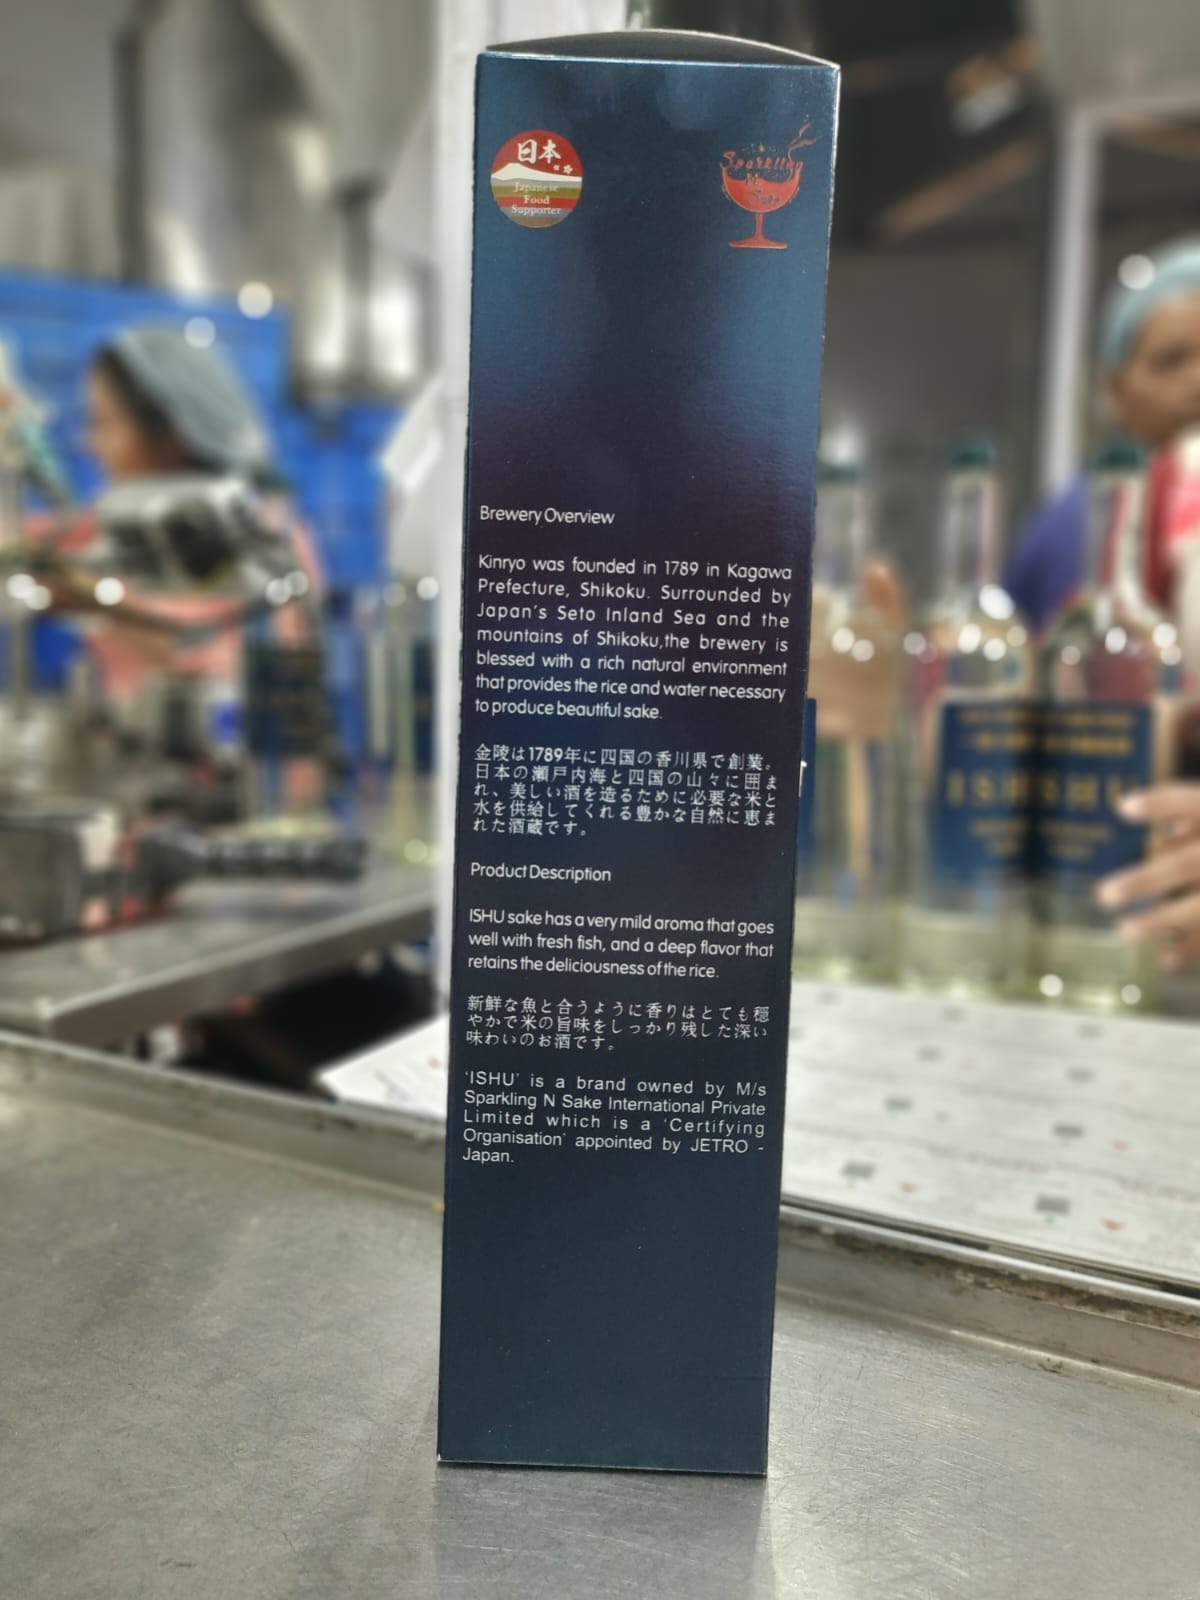 日本
Japanese
Food
Supporter
Sparkling
N
Sake
Brewery Overview
Kinryo was founded in 1789 in Kagawa
Prefecture, Shikoku. Surrounded by
Japan's Seto Inland Sea and the
mountains of Shikoku,the brewery is
blessed with a rich natural environment
that provides the rice and water necessary
to produce beautiful sake.
金陵は1789年に四国の香川県で創業。
日本の瀬戸内海と四国の山々に囲ま
れ、美しい酒を造るために必要な米と
水を供給してくれる豊かな自然に恵ま
れた酒蔵です。
Product Description
ISHU sake has a very mild aroma that goes
well with fresh fish, and a deep flavor that
retains the deliciousness of the rice.
新鮮な魚と合うように香りはとても穏
やかで米の旨味をしっかり残した深い
味わいのお酒です。
'ISHU' is a brand owned by M/s
Sparkling N Sake International Private
Limited which is a 'Certifying
Organisation' appointed by JETRO -
Japan.